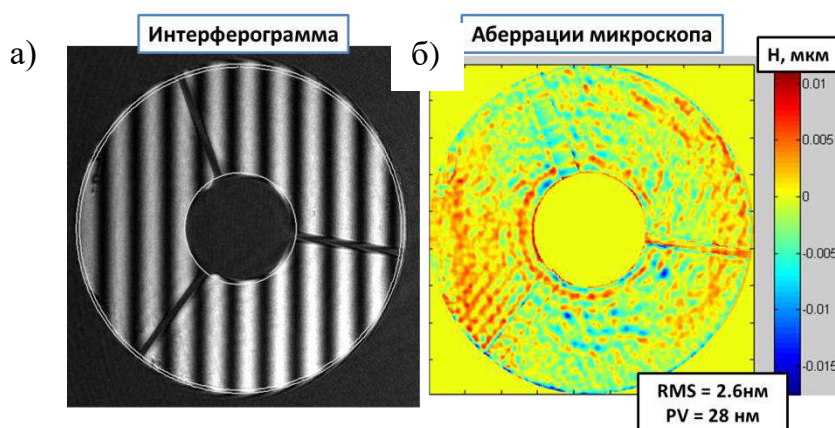 а)
Интерферограмма
б)
Аберрации микроскопа
Н, мкм
0.01
0.005
0
-0.005
-0.01
-0.015
RMS = 2.6нм
PV = 28 нм